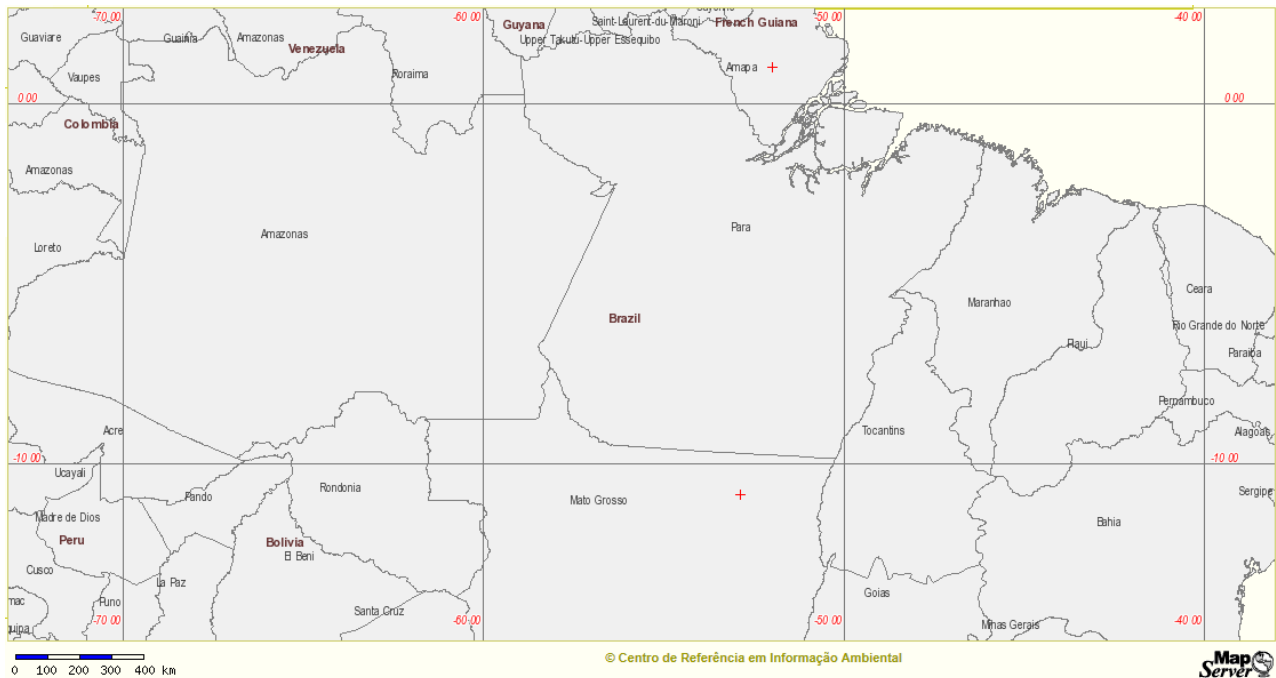 -70.00
-60.00
-50.00
-40.00
Guaviare
Guainia
Amazonas
Venezuela
Guyana
Saint-Laurent-du-Maroni
French Guiana
Upper Takutu-Upper Essequibo
Vaupes
Roraima
Amapa
0.00
0.00
Colombia
Amazonas
Loreto
Amazonas
Para
Brazil
Maranhao
Ceara
Rio Grande do Norte
Piaui
Paraiba
Pernambuco
Acre
Tocantins
Alagoas
-10.00
-10.00
Ucayali
Pando
Rondonia
Mato Grosso
Sergipe
Madre de Dios
Bahia
Peru
Bolivia
El Beni
Cusco
La Paz
Goias
mac
Puno
Santa Cruz
quipa
Minas Gerais
-70.00
-60.00
-50.00
-40.00
0 100 200 300 400 km
© Centro de Referência em Informação Ambiental
Map
Server